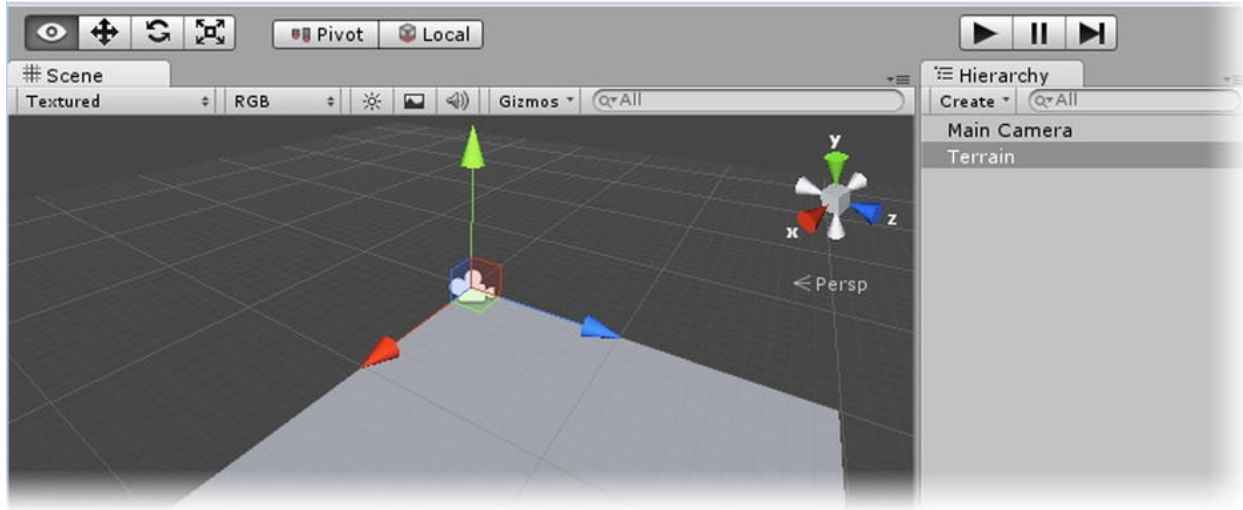 Pivot Local
Scene
Hierarchy
Textured RGB Gizmos All
Create All
Main Camera
Terrain
y
x
z
Persp